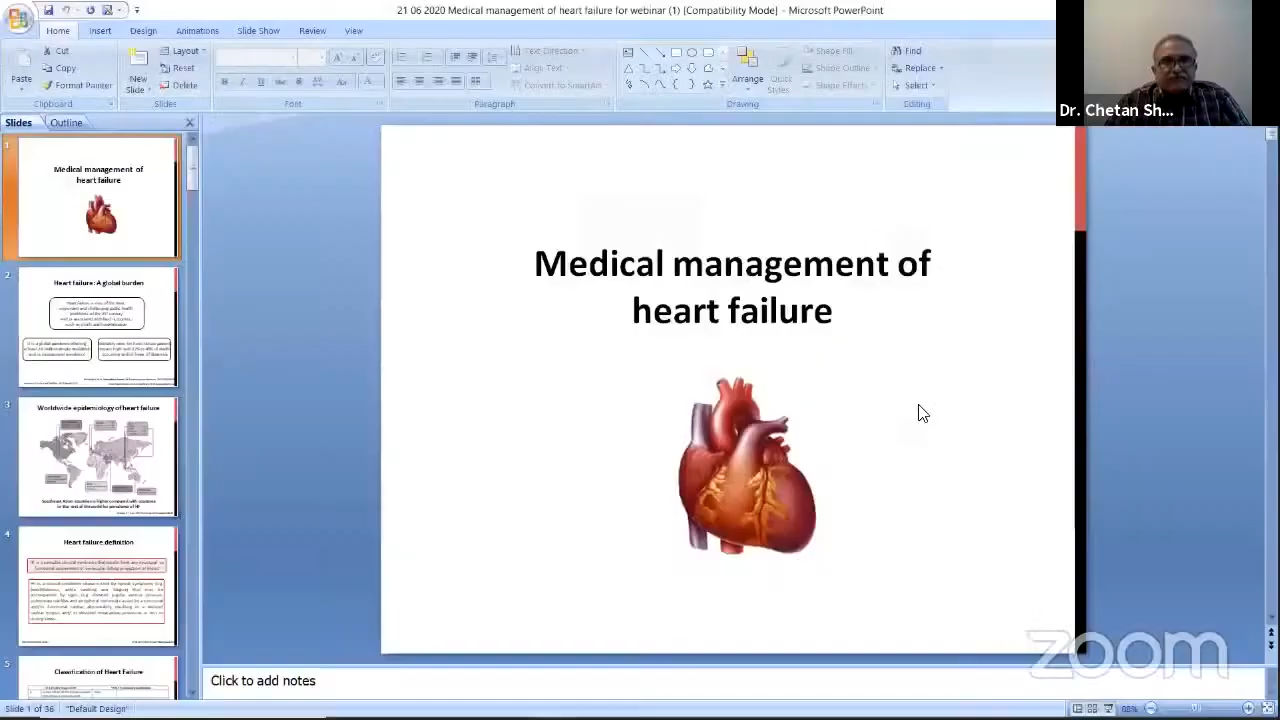 21 06 2020 Medical management of heart failure for webinar (1) [Compatibility Mode] - Microsoft PowerPoint
Home Insert Design Animations Slide Show Review View
Paste
Cut
Copy
Format Painter
Clipboard
New
Slide
Layout
Reset
Delete
Slides
Font
Text Direction
Align Text
Convert to SmartArt
Paragraph
Arrange
Quick
Styles
Shape Fill
Shape Outline
Shape Effects
Drawing
Find
Replace
Select
Editing
Dr. Chetan Sh...
Slides Outline
1
Medical management of
heart failure
2
Heart failure: A global burden
3
Worldwide epidemiology of heart failure
4
Heart failure definition
5
Classification of Heart Failure
Medical management of
heart failure
zoom
Click to add notes
Slide 1 of 36 "Default Design" 68%